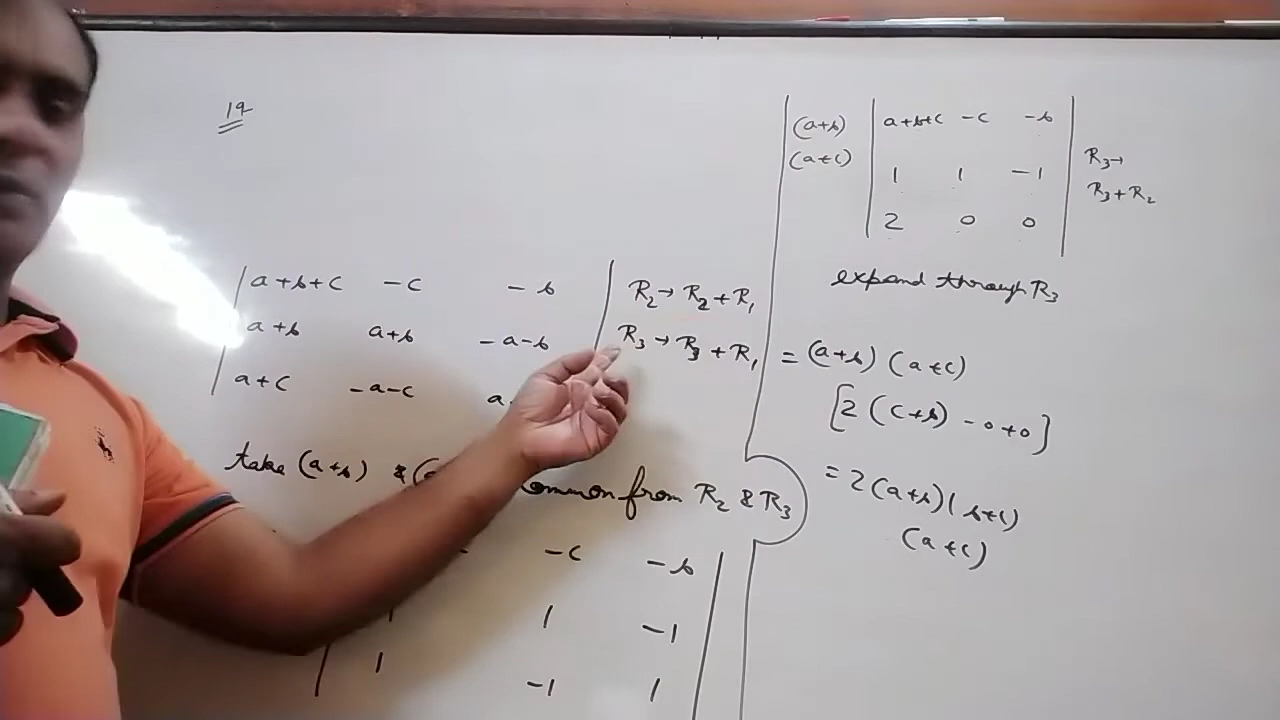 19
a+b+c -c -b R₂→ R₂+R₁
a+b a+b -a-b R₃→ R₃+R₁
a+c -a-c
take (a+b) & common from R₂ & R₃
-c -b
1 -1
1 -1 1
(a+b) a+b+c -c -b
(a+c) 1 1 -1 R₃→
R₃+R₂
2 0 0
expand through R₃
= (a+b) (a+c)
[2 (c+b) -0+0]
= 2(a+b)(b+c)
(a+c)